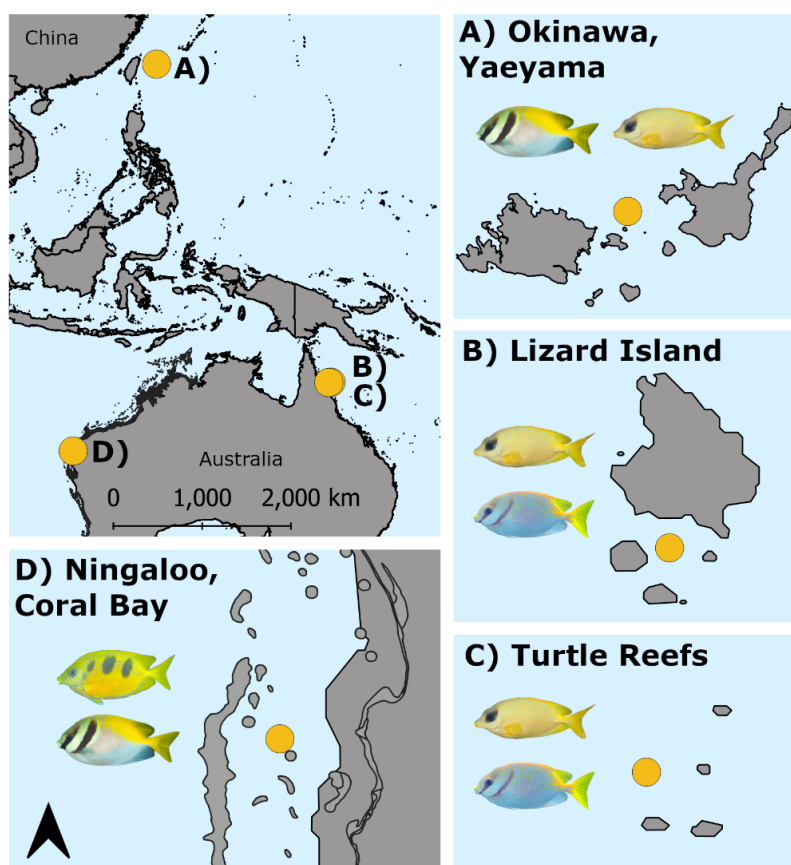 China
A)
B)
C)
D)
Australia
0 1,000 2,000 km
A) Okinawa,
Yaeyama
B) Lizard Island
D) Ningaloo,
Coral Bay
C) Turtle Reefs